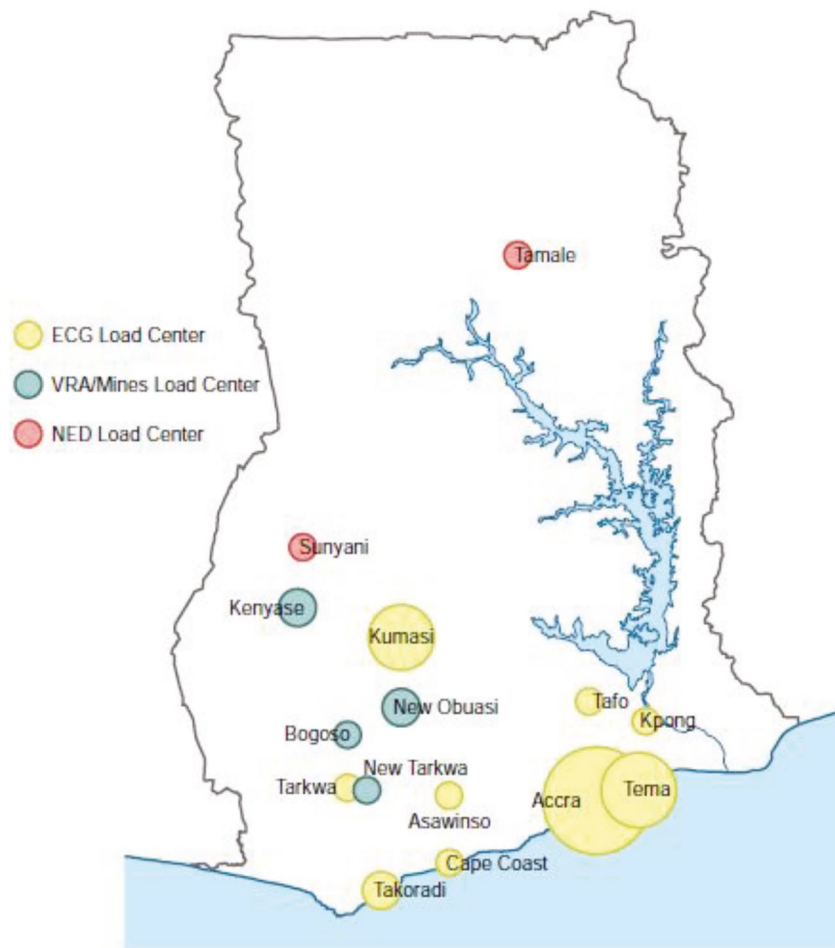 Tamale
ECG Load Center
VRA/Mines Load Center
NED Load Center
Sunyani
Kenyase
Kumasi
New Obuasi
Tafo
Kpong
Bogoso
New Tarkwa
Tarkwa
Tema
Accra
Asawinso
Cape Coast
Takoradi